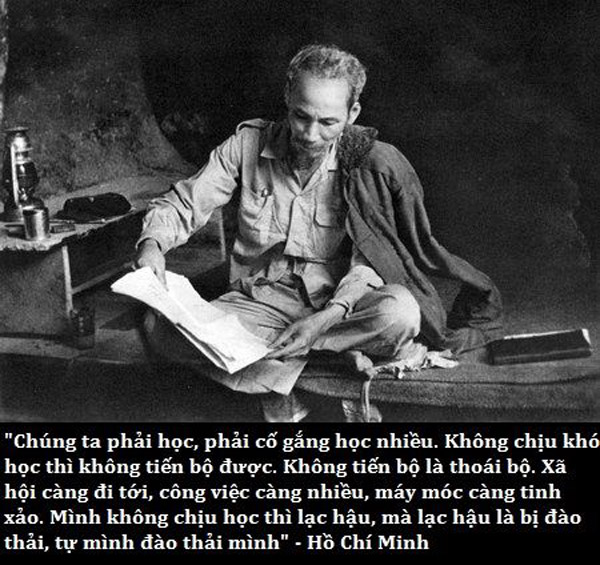 "Chúng ta phải học, phải cố gắng học nhiều. Không chịu khó
học thì không tiến bộ được. Không tiến bộ là thoái bộ. Xã
hội càng đi tới, công việc càng nhiều, máy móc càng tinh
xảo. Mình không chịu học thì lạc hậu, mà lạc hậu là bị đào
thải, tự mình đào thải mình" - Hồ Chí Minh